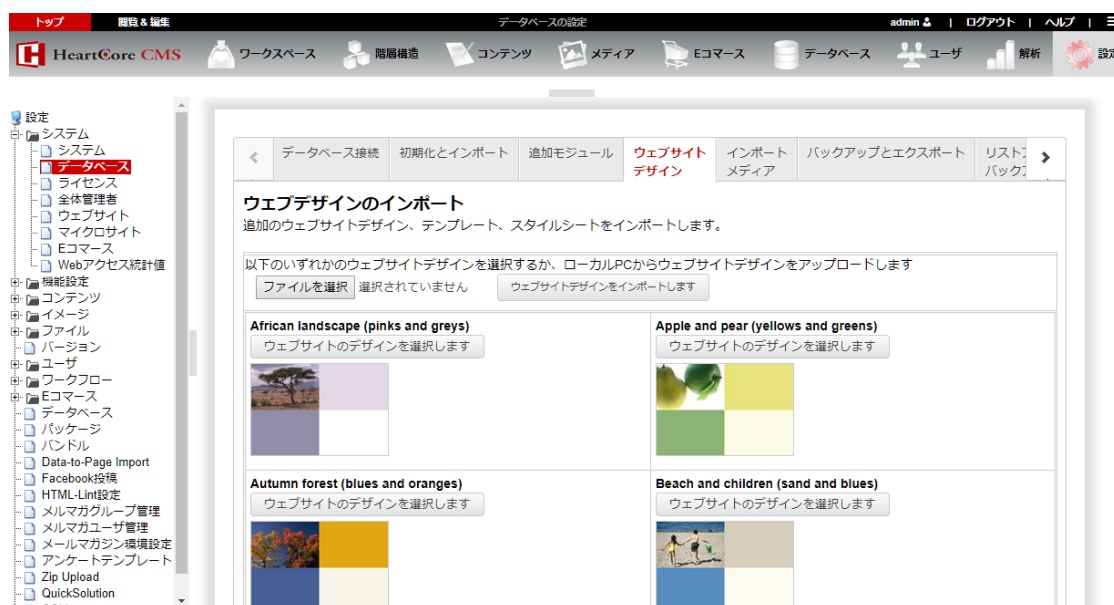 トップ 閲覧 & 編集 データベースの設定 admin | ログアウト | ヘルプ |
HeartCore CMS ワークスペース 階層構造 コンテンツ メディア Eコマース データベース ユーザ 解析 設定
設定
システム
システム
データベース
ライセンス
全体管理者
ウェブサイト
マイクロサイト
Eコマース
Webアクセス統計値
機能設定
コンテンツ
イメージ
ファイル
バージョン
ユーザ
ワークフロー
Eコマース
データベース
パッケージ
バンドル
Data-to-Page Import
Facebook投稿
HTML-Lint設定
メルマガグループ管理
メルマガユーザ管理
メールマガジン環境設定
アンケートテンプレート
Zip Upload
QuickSolution
データベース接続 初期化とインポート 追加モジュール ウェブサイト インポート バックアップとエクスポート リスト
デザイン メディア バック
ウェブデザインのインポート
追加のウェブサイトデザイン、テンプレート、スタイルシートをインポートします。
以下のいずれかのウェブサイトデザインを選択するか、ローカルPCからウェブサイトデザインをアップロードします
ファイルを選択 選択されていません ウェブサイトデザインをインポートします
African landscape (pinks and greys) Apple and pear (yellows and greens)
ウェブサイトのデザインを選択します ウェブサイトのデザインを選択します
Autumn forest (blues and oranges) Beach and children (sand and blues)
ウェブサイトのデザインを選択します ウェブサイトのデザインを選択します